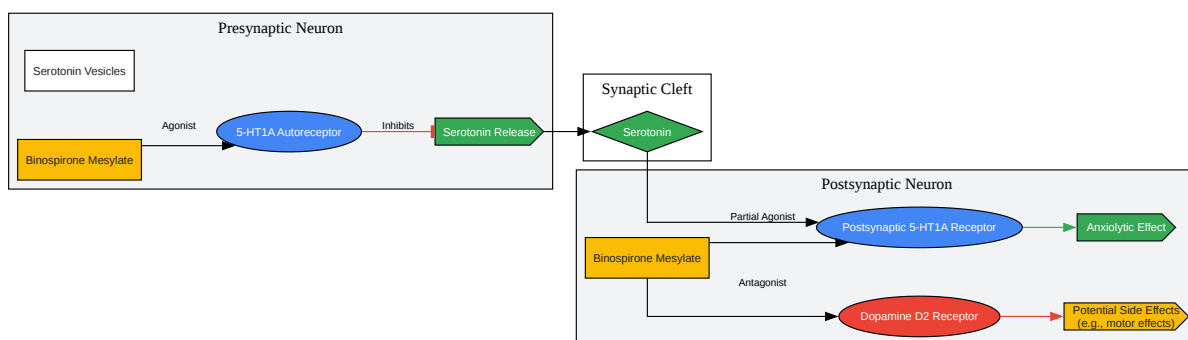 Presynaptic Neuron
Serotonin Vesicles
Agonist
5-HT1A Autoreceptor
Inhibits
Serotonin Release
Binospirone Mesylate
Synaptic Cleft
Serotonin
Postsynaptic Neuron
Partial Agonist
Postsynaptic 5-HT1A Receptor
Anxiolytic Effect
Binospirone Mesylate
Antagonist
Dopamine D2 Receptor
Potential Side Effects
(e.g., motor effects)